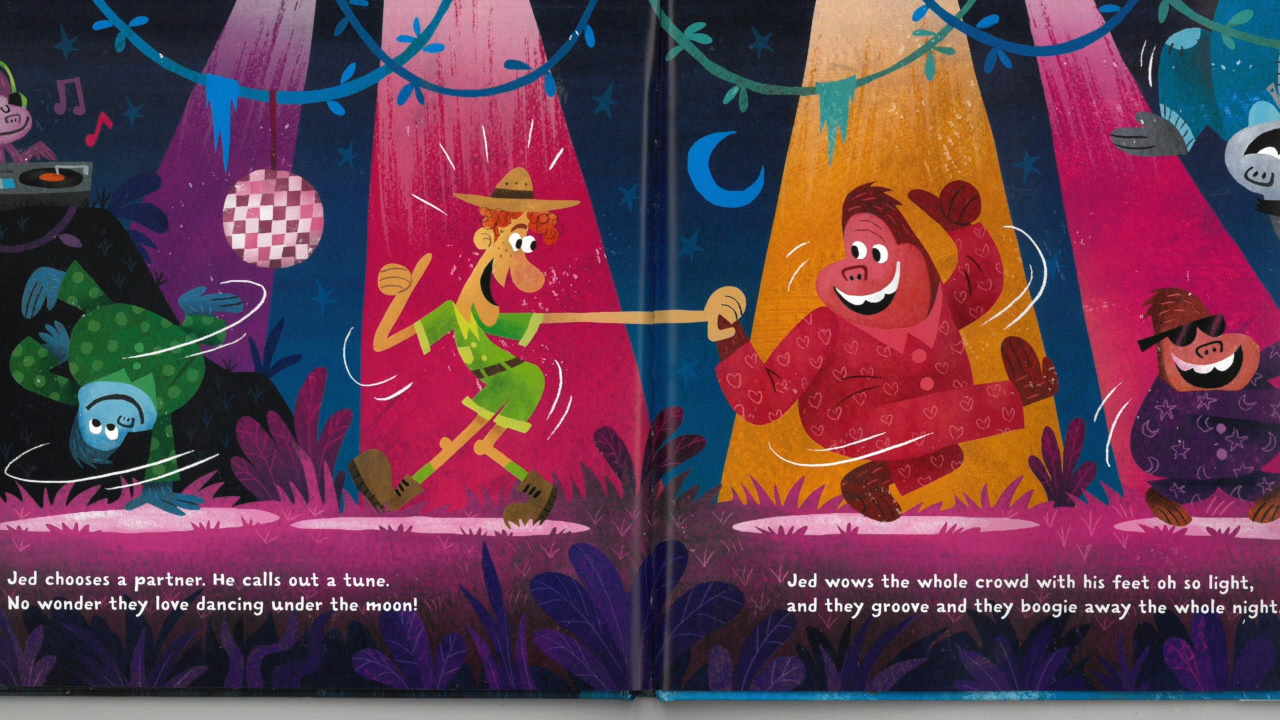 Jed chooses a partner. He calls out a tune.
No wonder they love dancing under the moon!
Jed wows the whole crowd with his feet oh so light,
and they groove and they boogie away the whole night.